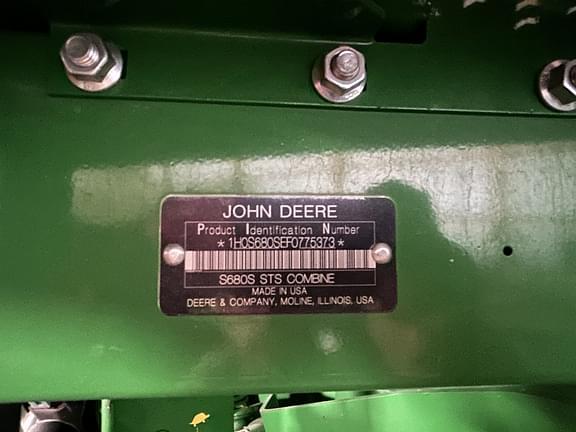 JOHN DEERE
Product Identification Number
*1H0S680SEF0775373*
S680S STS COMBINE
MADE IN USA
DEERE & COMPANY, MOLINE, ILLINOIS, USA